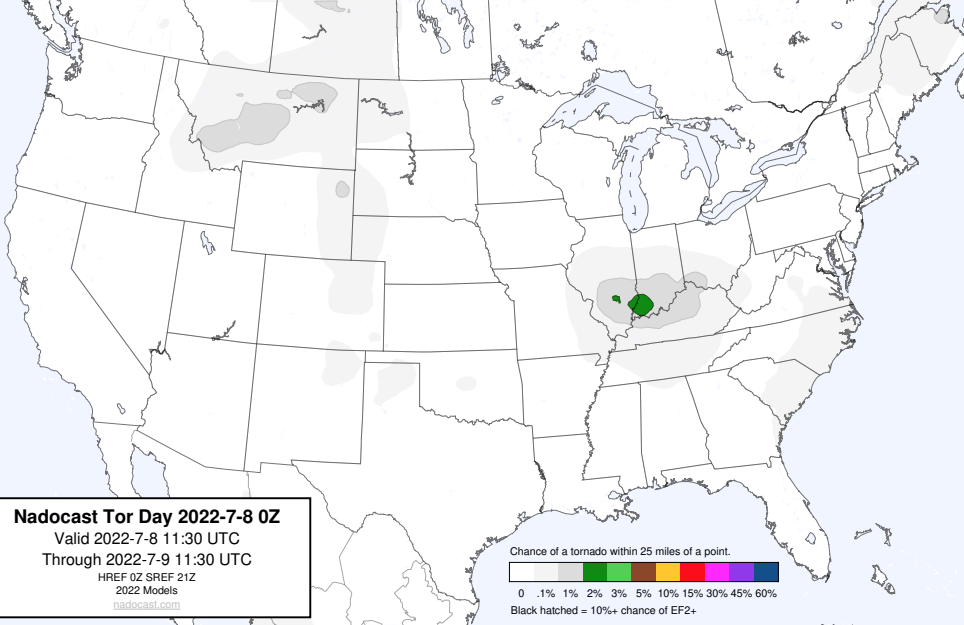 Nadocast Tor Day 2022-7-8 0Z
Valid 2022-7-8 11:30 UTC
Through 2022-7-9 11:30 UTC
HREF 0Z SREF 21Z
2022 Models
nadocast.com
Chance of a tornado within 25 miles of a point.
0 .1% 1% 2% 3% 5% 10% 15% 30% 45% 60%
Black hatched = 10%+ chance of EF2+